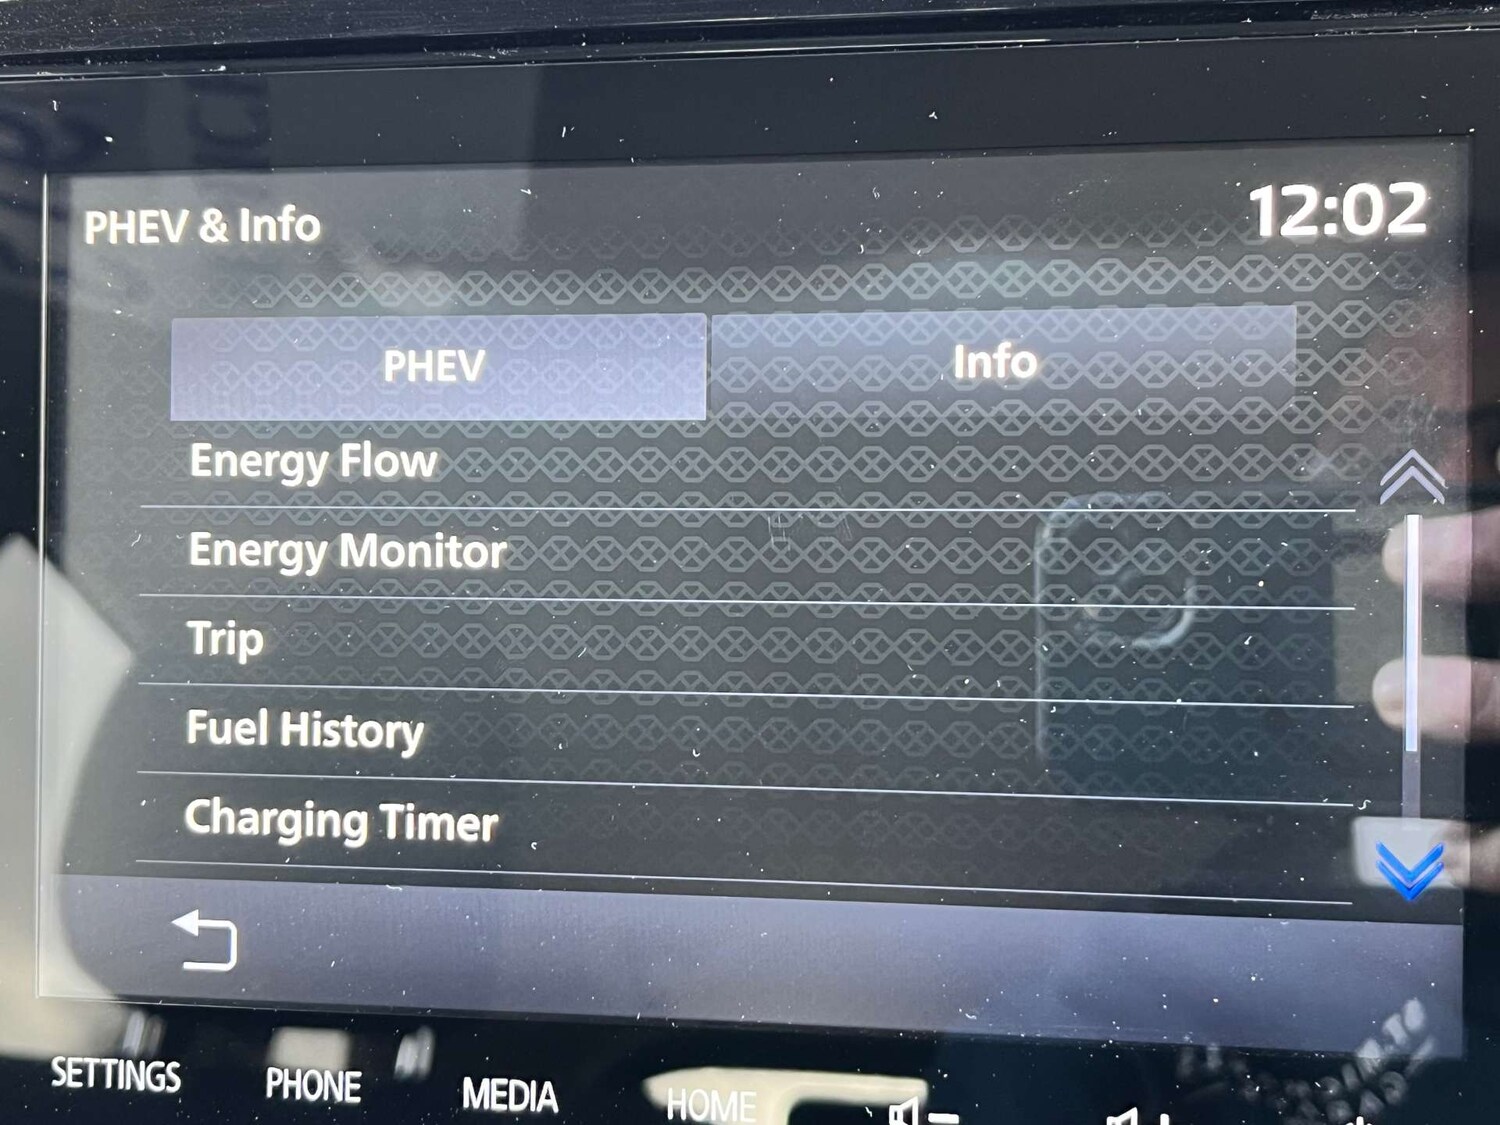 PHEV & Info
12:02
PHEV
Info
Energy Flow
Energy Monitor
Trip
Fuel History
Charging Timer
SETTINGS
PHONE
MEDIA
HOME